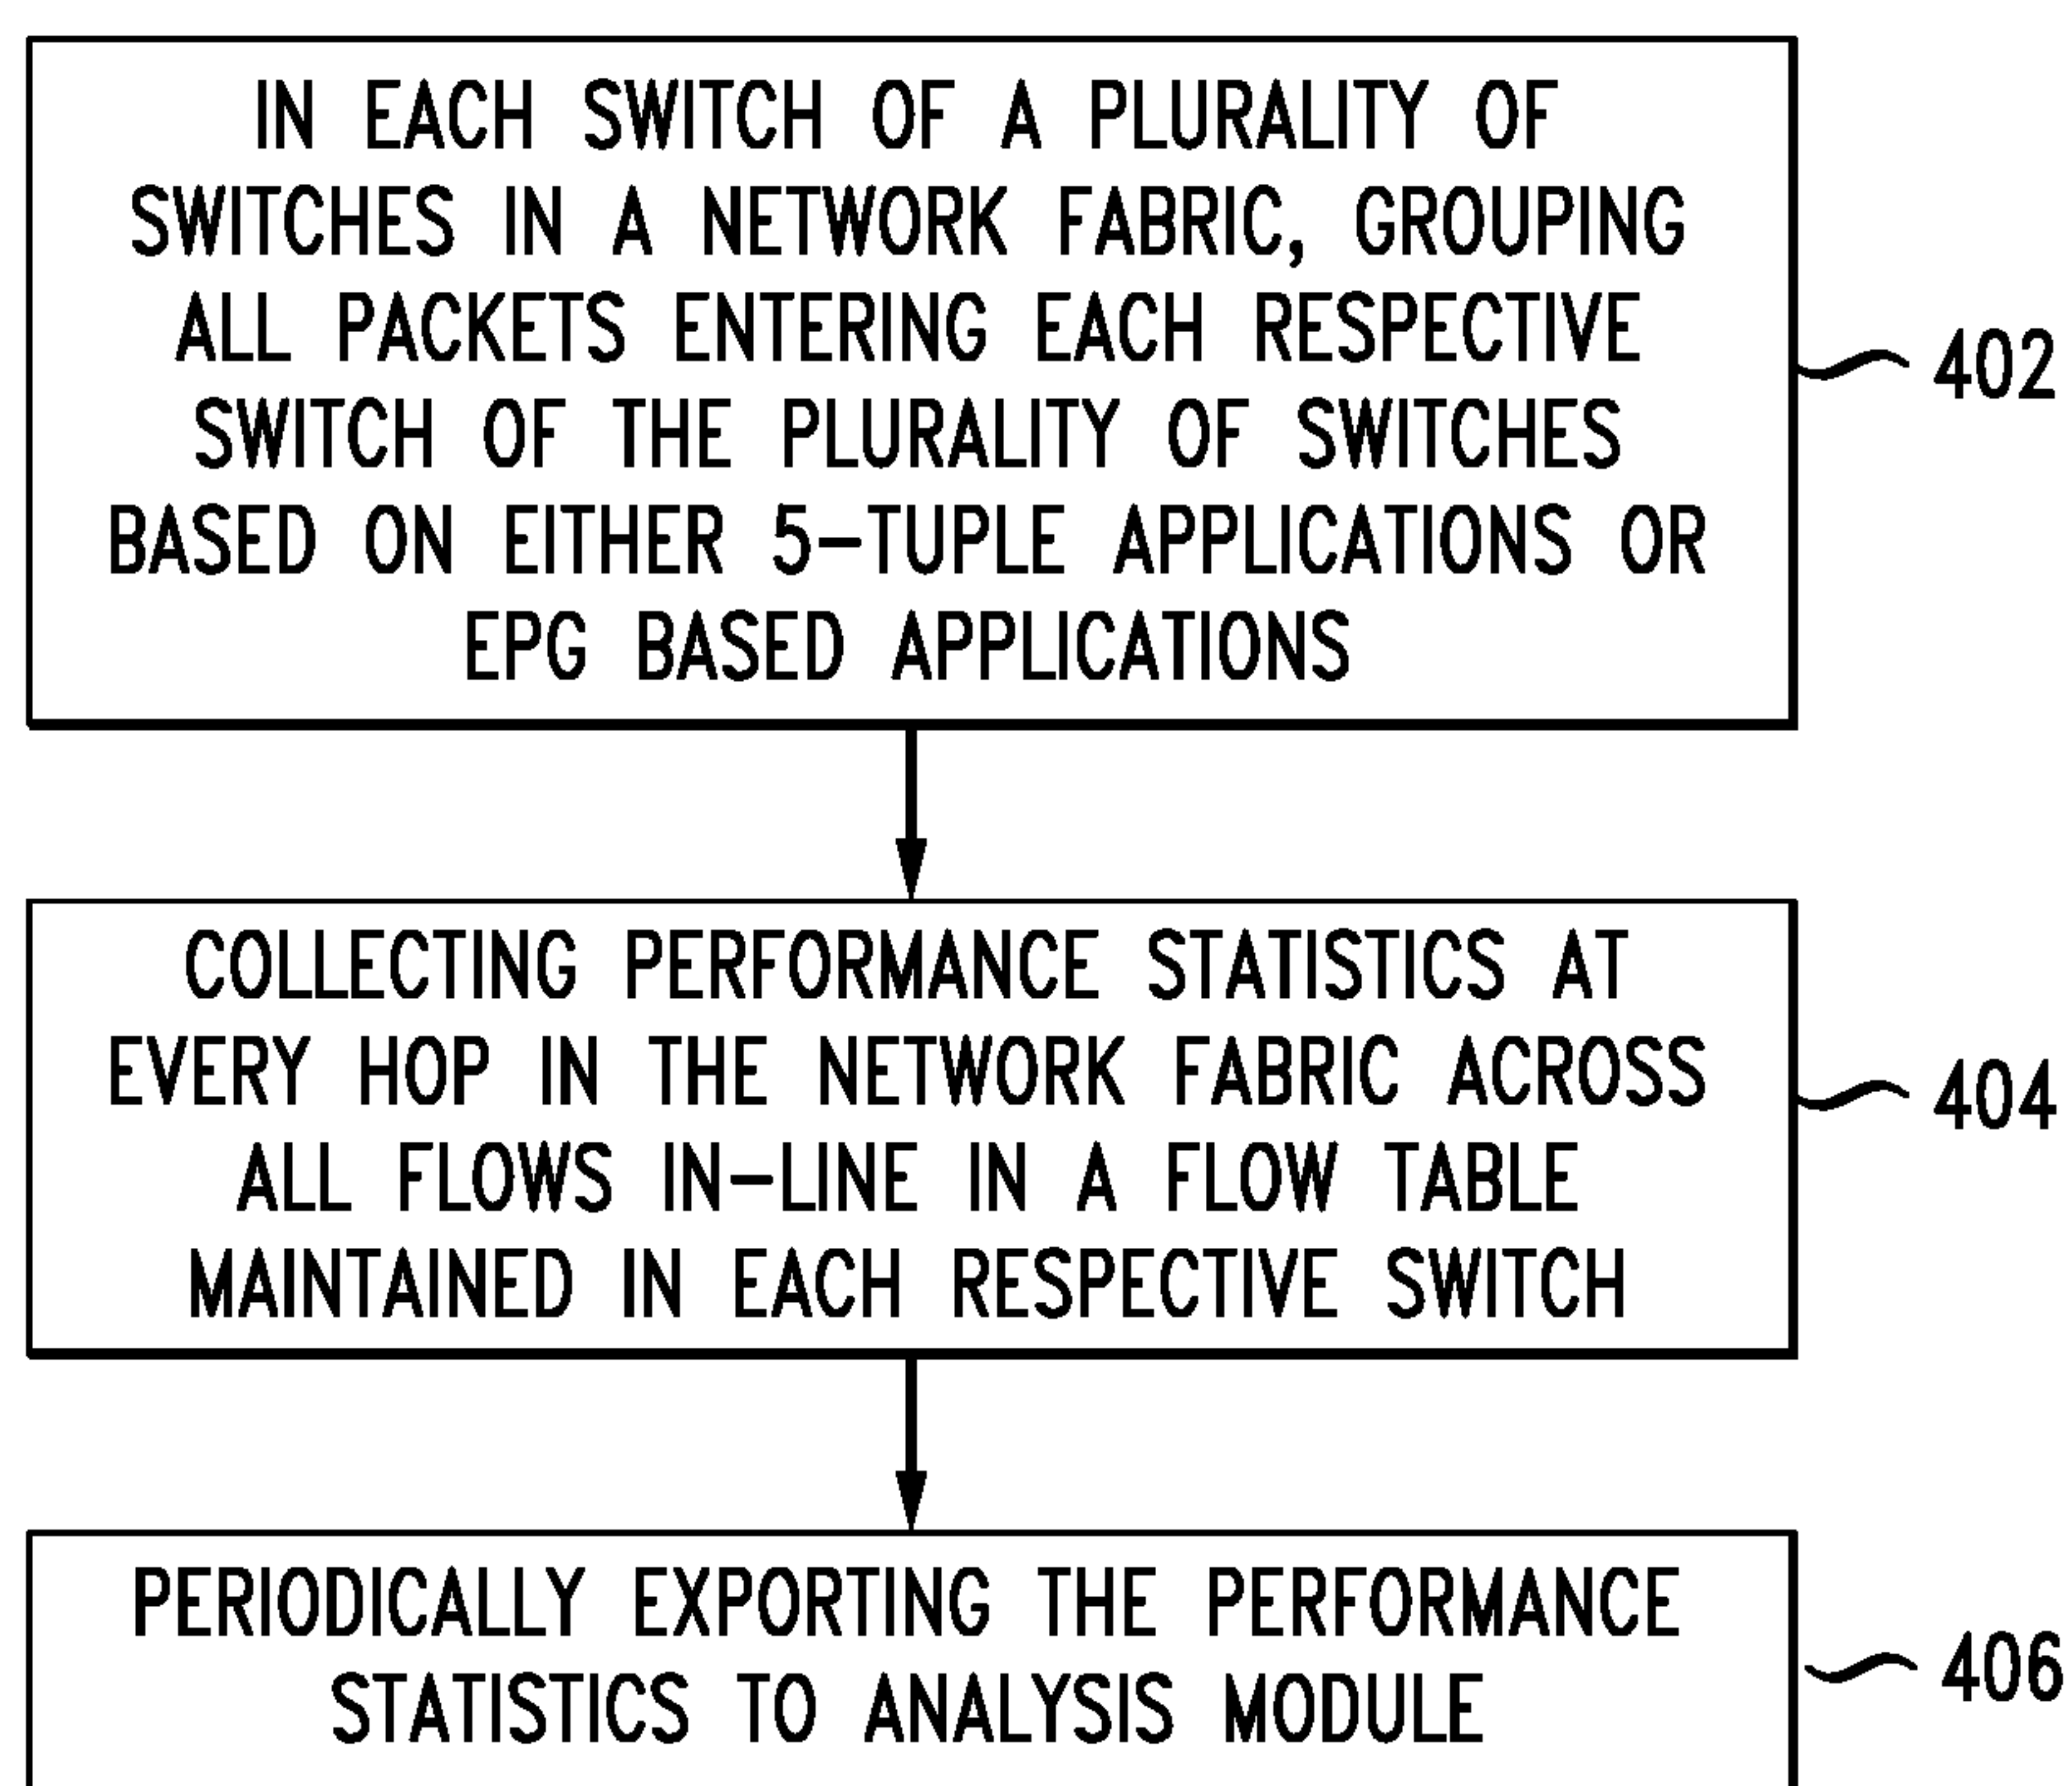 IN EACH SWITCH OF A PLURALITY OF
SWITCHES IN A NETWORK FABRIC, GROUPING
ALL PACKETS ENTERING EACH RESPECTIVE
SWITCH OF THE PLURALITY OF SWITCHES
BASED ON EITHER 5-TUPLE APPLICATIONS OR
EPG BASED APPLICATIONS
402
COLLECTING PERFORMANCE STATISTICS AT
EVERY HOP IN THE NETWORK FABRIC ACROSS
ALL FLOWS IN-LINE IN A FLOW TABLE
MAINTAINED IN EACH RESPECTIVE SWITCH
404
PERIODICALLY EXPORTING THE PERFORMANCE
STATISTICS TO ANALYSIS MODULE
406